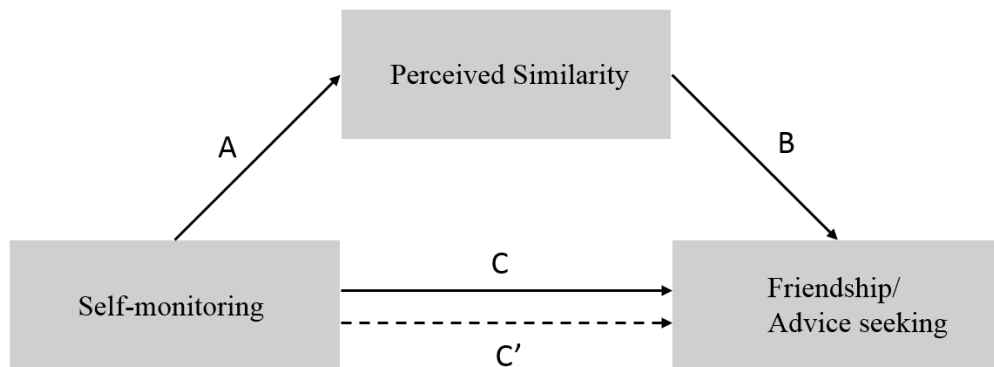 Perceived Similarity
A
B
Self-monitoring
C
C’
Friendship/
Advice seeking